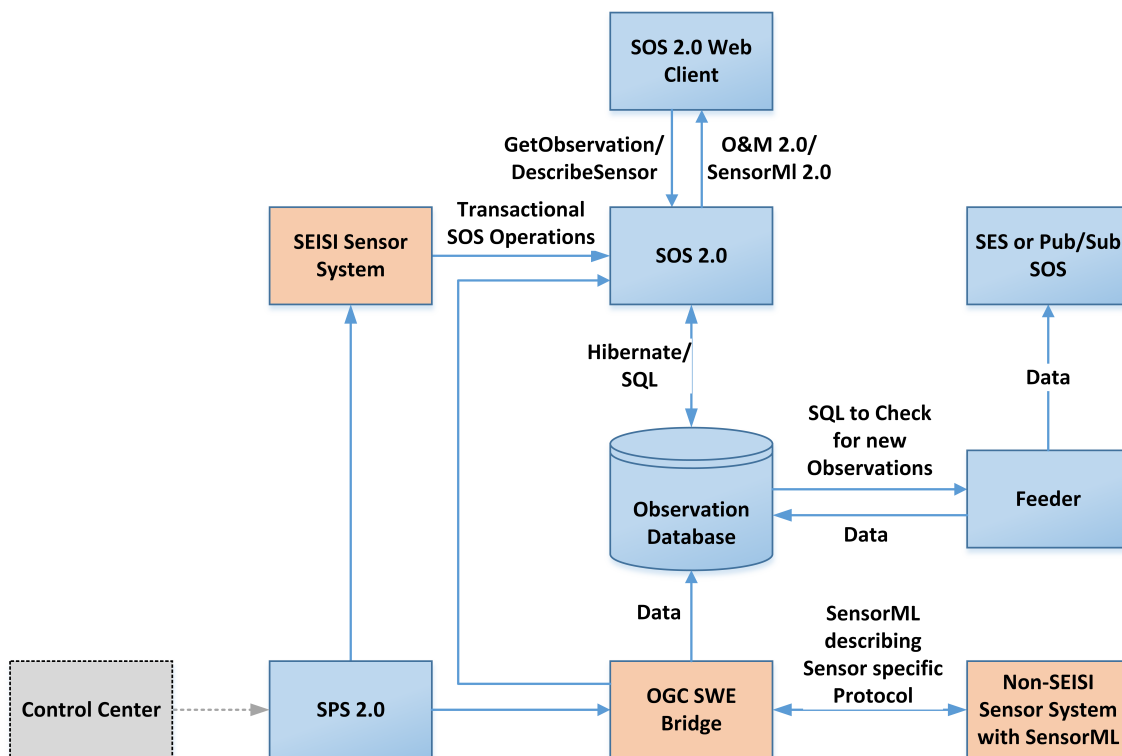 SOS 2.0 Web
Client
GetObservation/
DescribeSensor
O&M 2.0/
SensorMl 2.0
SEISI Sensor
System
Transactional
SOS Operations
SOS 2.0
SES or Pub/Sub
SOS
Hibernate/
SQL
Data
SQL to Check
for new
Observations
Observation
Database
Feeder
Data
Data
SensorML
describing
Sensor specific
Protocol
Control Center
SPS 2.0
OGC SWE
Bridge
Non-SEISI
Sensor System
with SensorML